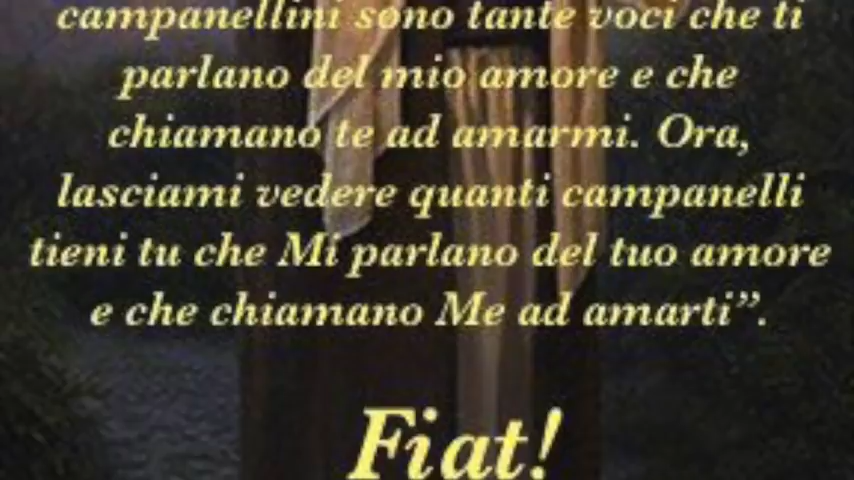 campanellini sono tante voci che ti
parlano del mio amore e che
chiamano te ad amarmi. Ora,
lasciami vedere quanti campanelli
tieni tu che Mi parlano del tuo amore
e che chiamano Me ad amarti”.
Fiat!